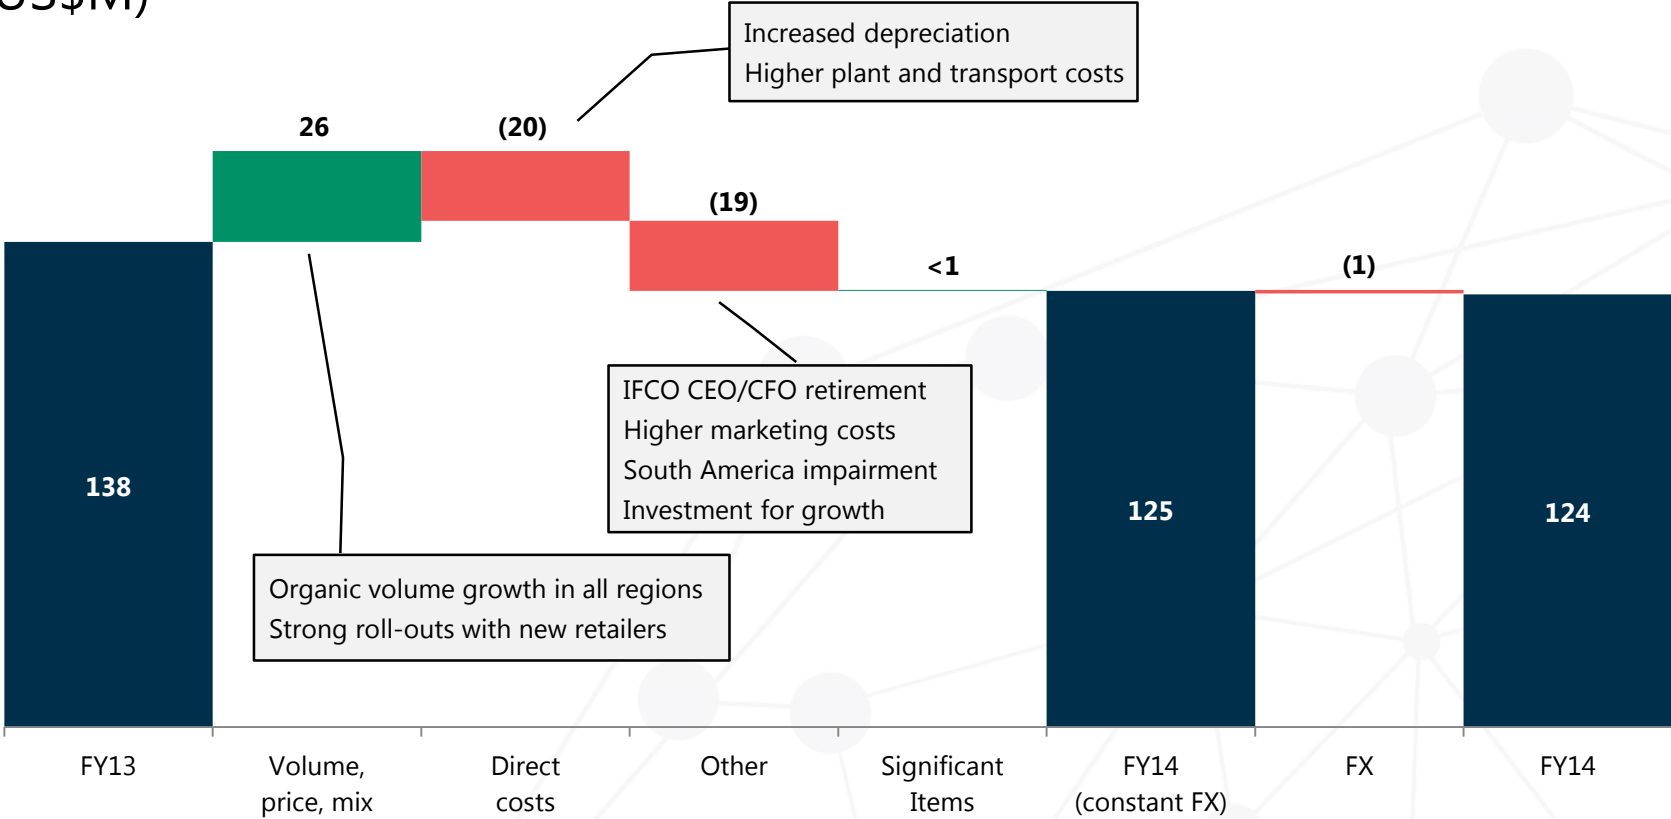 US$M)
Increased depreciation
Higher plant and transport costs
26
(20)
(19)
<1
(1)
IFCO CEO/CFO retirement
Higher marketing costs
South America impairment
Investment for growth
138
125
124
Organic volume growth in all regions
Strong roll-outs with new retailers
FY13
Volume,
price, mix
Direct
costs
Other
Significant
Items
FY14
(constant FX)
FX
FY14